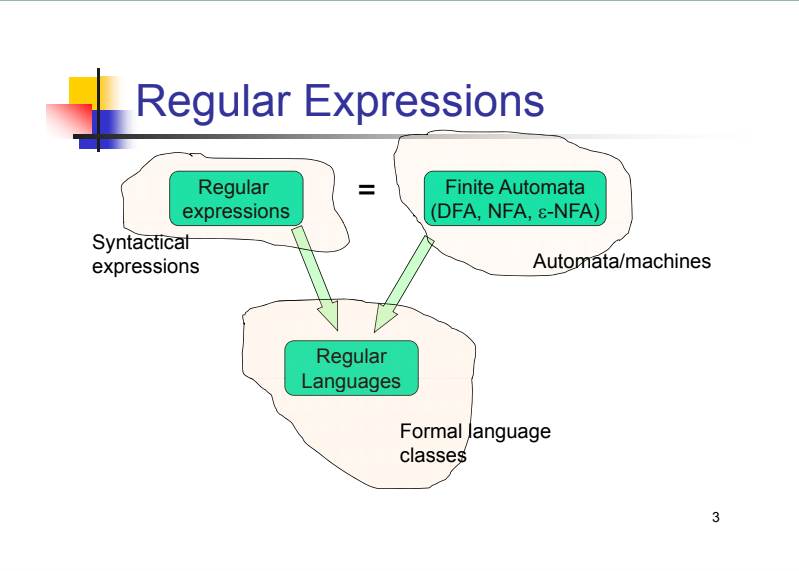 Regular Expressions
Regular
expressions
=
Finite Automata
(DFA, NFA, ε-NFA)
Syntactical
expressions
Automata/machines
Regular
Languages
Formal language
classes
3